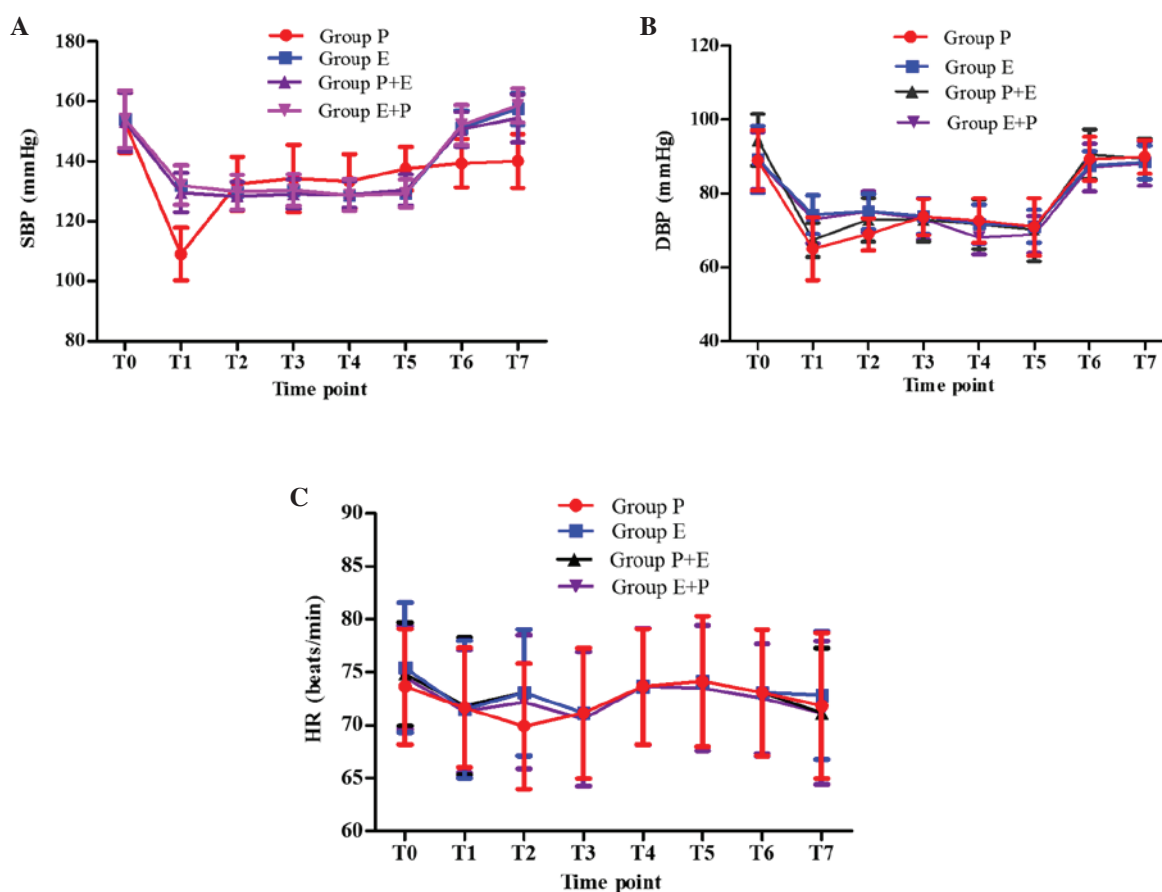 A
SBP (mmHg)
180
160
140
120
100
80
Group P
Group E
Group P+E
Group E+P
T0 T1 T2 T3 T4 T5 T6 T7
Time point
B
DBP (mmHg)
100
80
60
40
Group P
Group E
Group P+E
Group E+P
T0 T1 T2 T3 T4 T5 T6 T7
Time point
C
HR (beats/min)
90
85
80
75
70
65
60
Group P
Group E
Group P+E
Group E+P
T0 T1 T2 T3 T4 T5 T6 T7
Time point